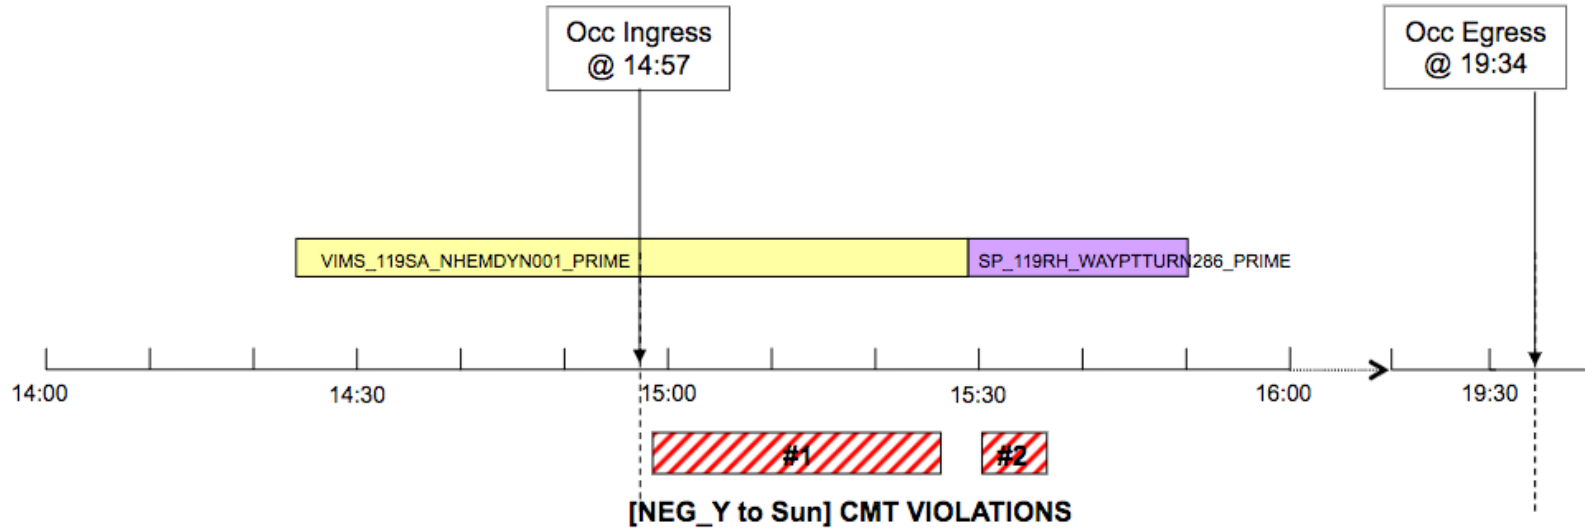 Occ Ingress
@ 14:57
Occ Egress
@ 19:34
VIMS_119SA_NHEMDYN001_PRIME
SP_119RH_WAYPTTURN286_PRIME
14:00
14:30
15:00
15:30
16:00
19:30
#1
#2
[NEG_Y to Sun] CMT VIOLATIONS